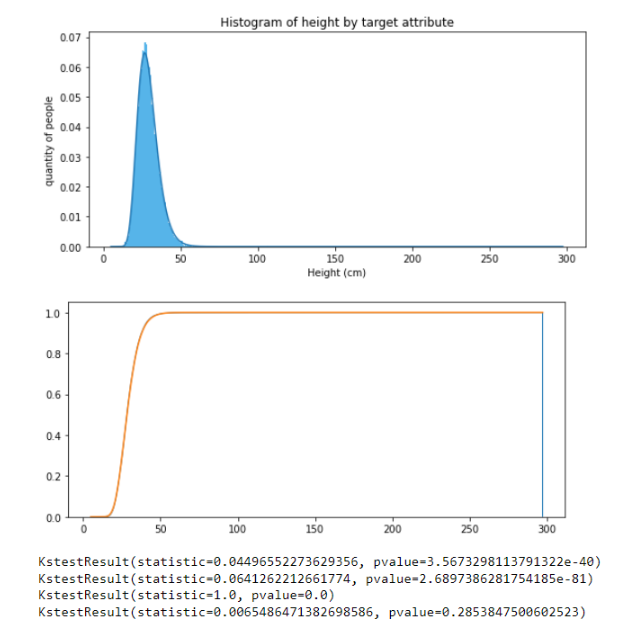 Histogram of height by target attribute
0.07
0.06
0.05
0.04
0.03
0.02
0.01
0.00
quantity of people
0 50 100 150 200 250 300
Height (cm)
1.0
0.8
0.6
0.4
0.2
0.0
0 50 100 150 200 250 300
KstestResult(statistic=0.04496552273629356, pvalue=3.5673298113791322e-40)
KstestResult(statistic=0.0641262212661774, pvalue=2.6897386281754185e-81)
KstestResult(statistic=1.0, pvalue=0.0)
KstestResult(statistic=0.0065486471382698586, pvalue=0.2853847500602523)